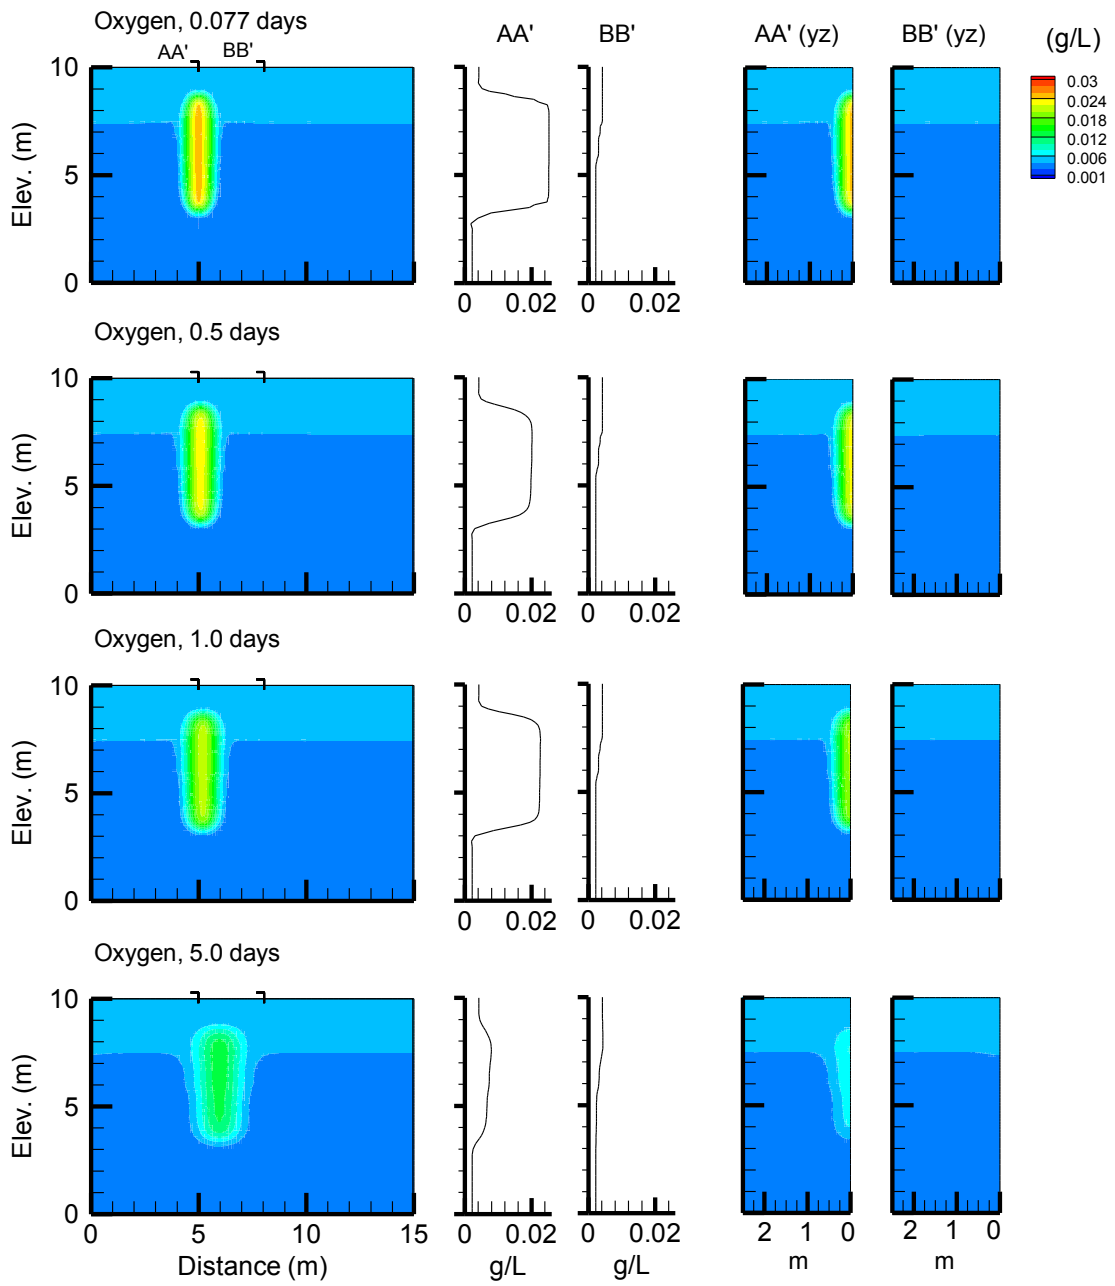 Oxygen, 0.077 days
AA' BB'
AA' BB' AA' (yz) BB' (yz) (g/L)
0.03
0.024
0.018
0.012
0.006
0.001
Elev. (m)
10
5
0
0 0.02 0 0.02
Oxygen, 0.5 days
Elev. (m)
10
5
0
0 0.02 0 0.02
Oxygen, 1.0 days
Elev. (m)
10
5
0
0 0.02 0 0.02
Oxygen, 5.0 days
Elev. (m)
10
5
0
0 5 10 15 0 0.02 0 0.02 2 1 0 2 1 0
Distance (m) g/L g/L m m